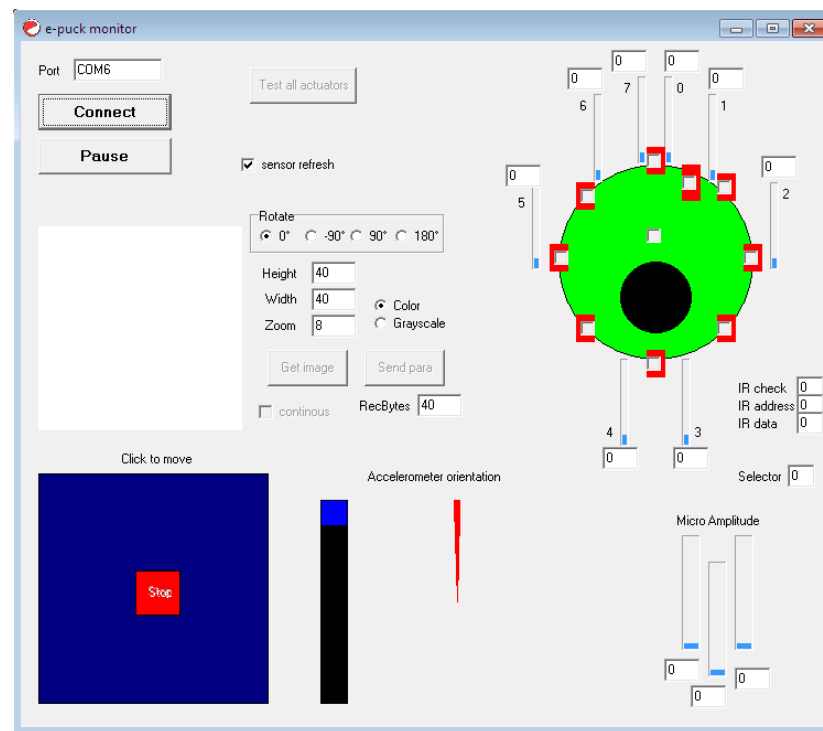 e-puck monitor
Port COM6
Connect
Pause
Test all actuators
sensor refresh
Rotate
0° -90° 90° 180°
Height 40
Width 40
Zoom 8
Color
Grayscale
Get image Send para
continous RecBytes 40
0 0
0 0
7 0
6 1
0 0
5 2
4 3
0 0
IR check 0
IR address 0
IR data 0
Selector 0
Click to move
Stop
Accelerometer orientation
Micro Amplitude
0 0
0